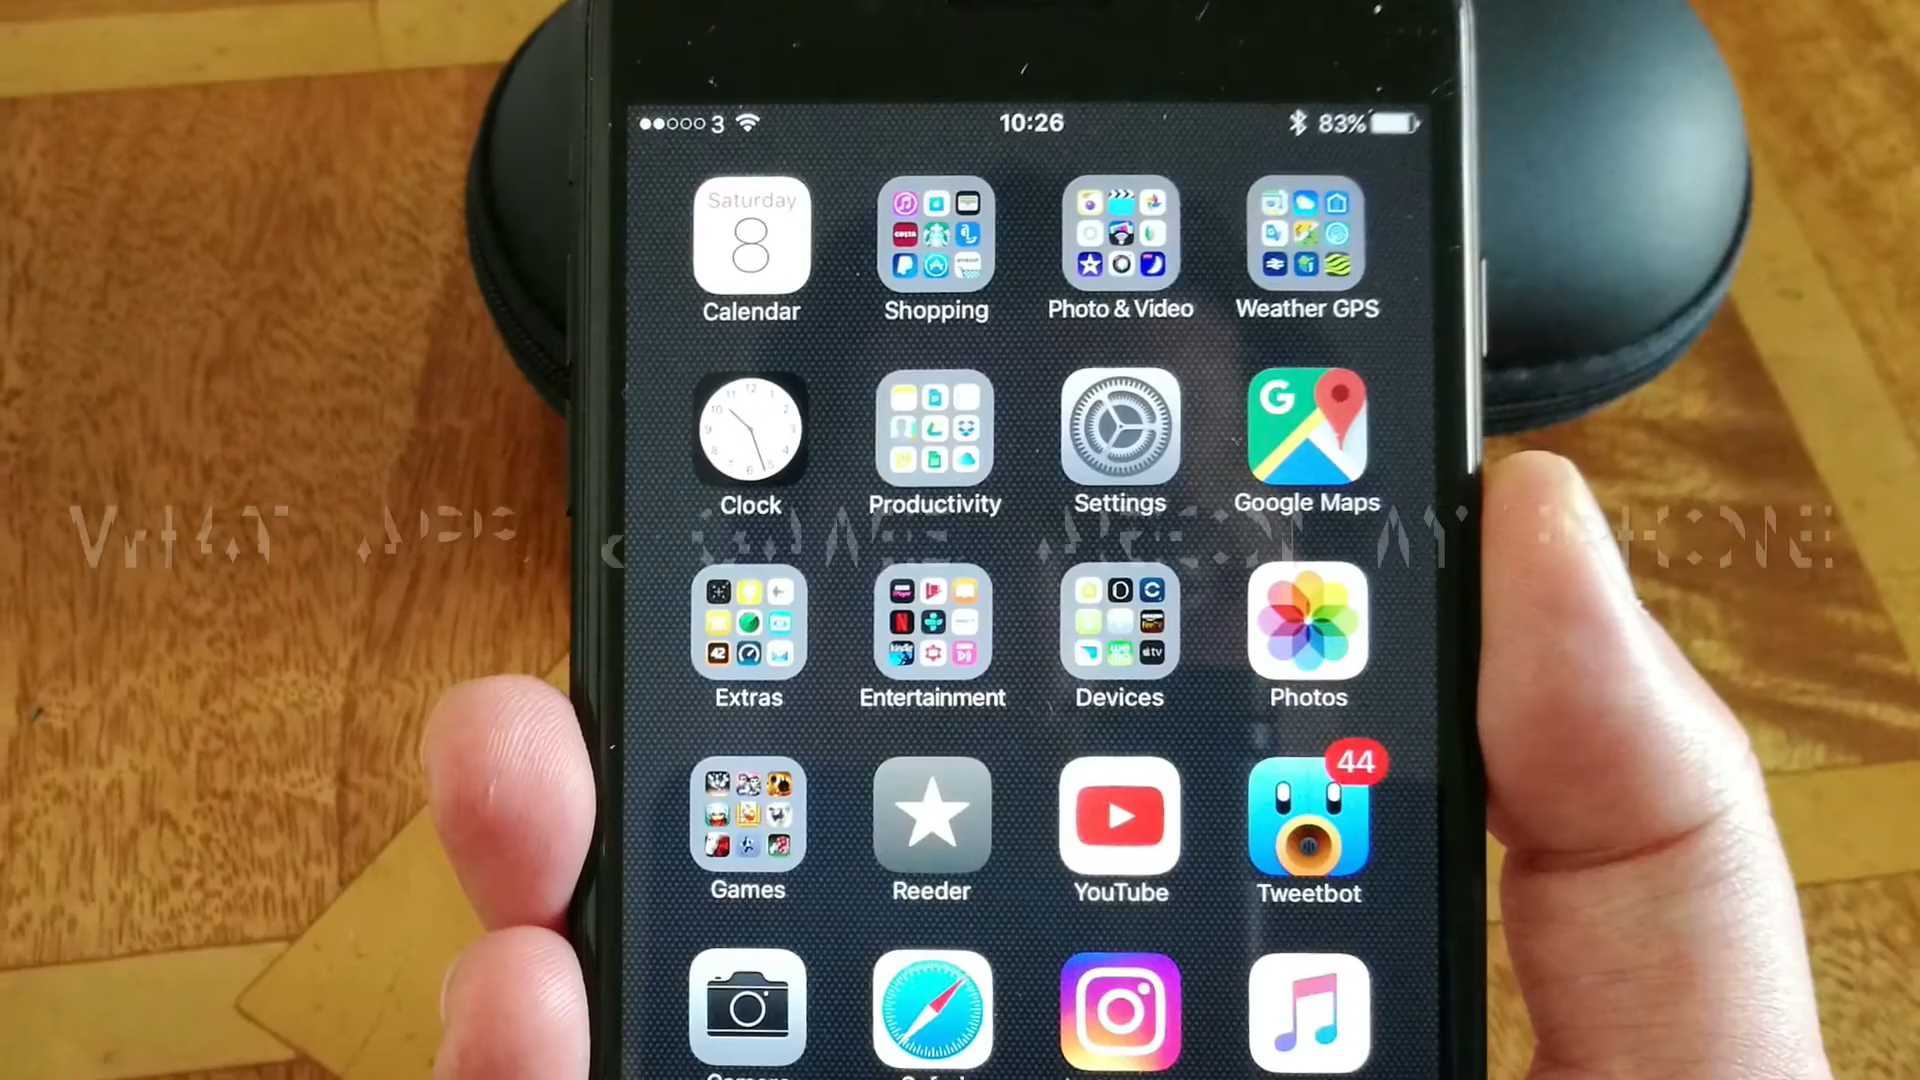 3 10:26 83%
Saturday
8
Calendar Shopping Photo & Video Weather GPS
Clock Productivity Settings Google Maps
Extras Entertainment Devices Photos
44
Games Reeder YouTube Tweetbot